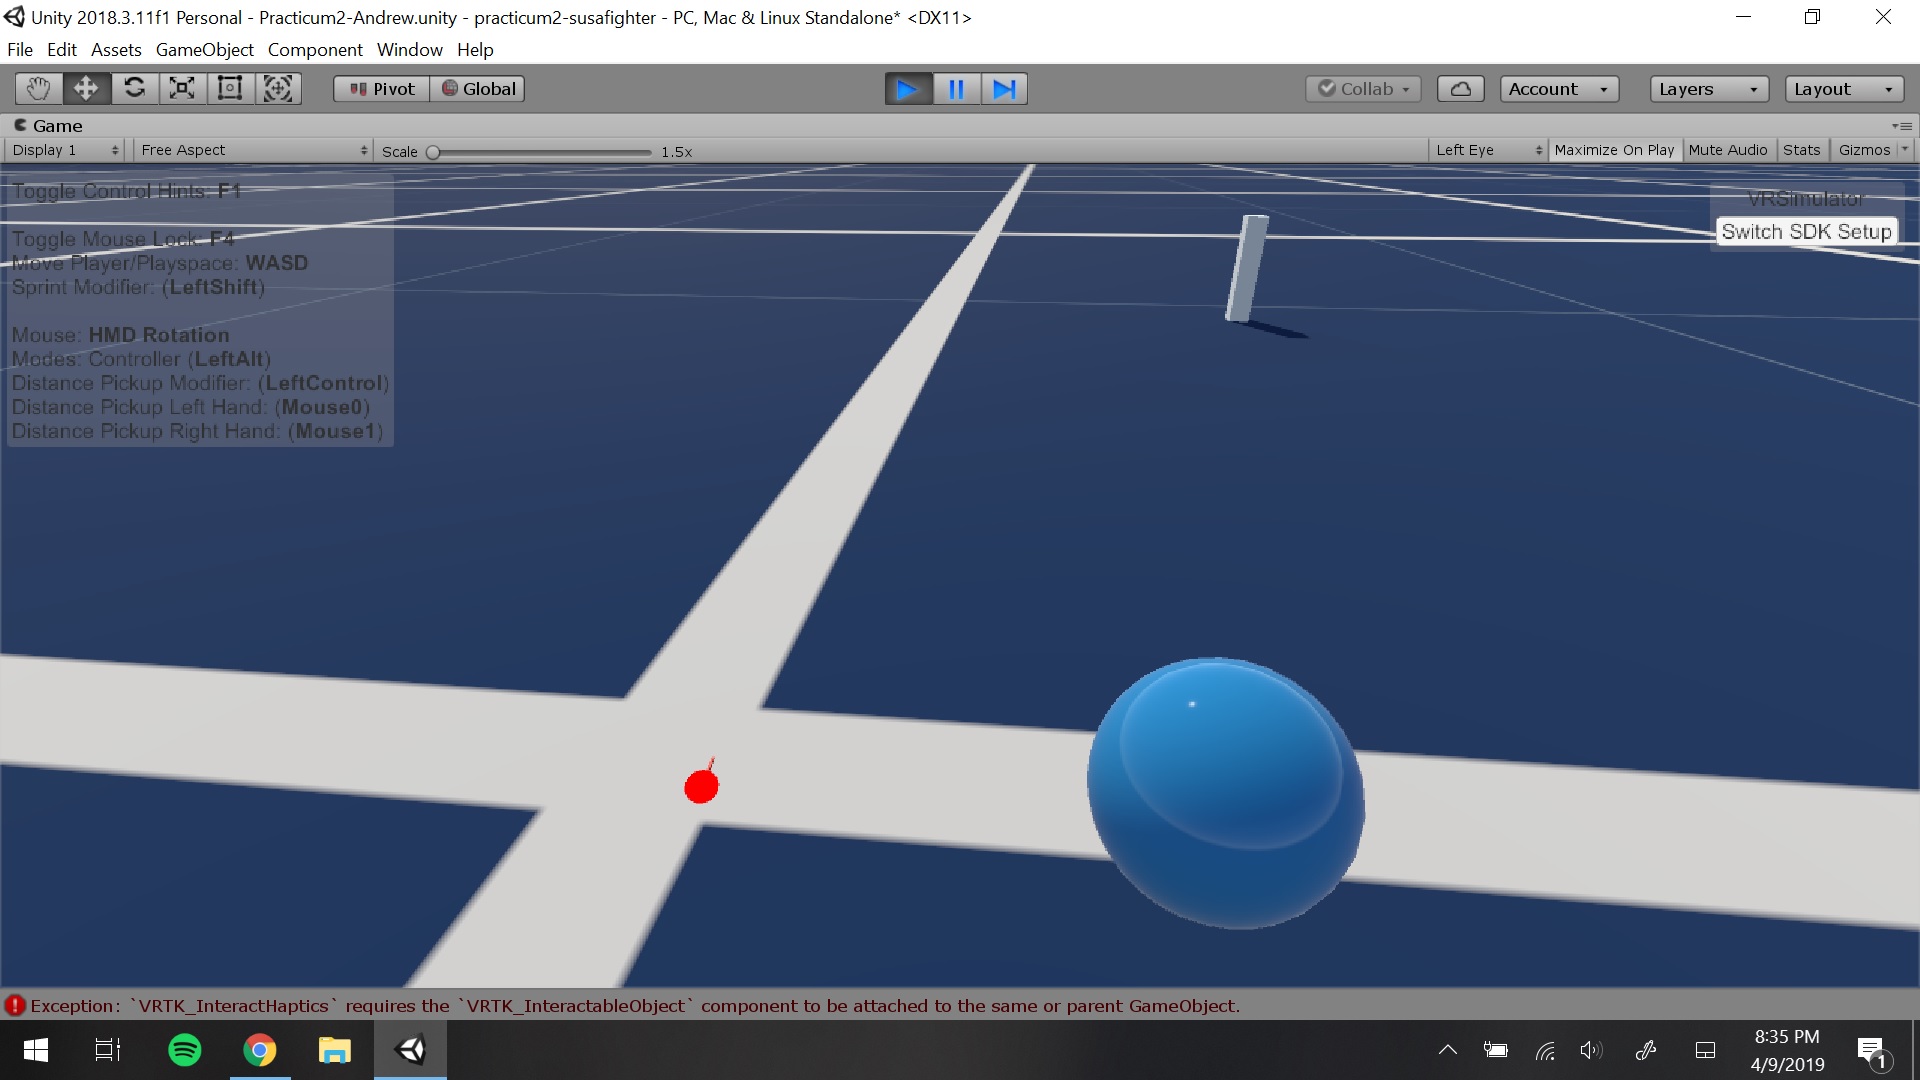 Unity 2018.3.11f1 Personal - Practicum2-Andrew.unity - practicum2-susafighter - PC, Mac & Linux Standalone* <DX11>
File Edit Assets GameObject Component Window Help
Pivot Global Collab Account Layers Layout
Game
Display 1 Free Aspect Scale 1.5x Left Eye Maximize On Play Mute Audio Stats Gizmos
Toggle Control Hints: F1
Toggle Mouse Lock: F4
Move Player/Playspace: WASD
Sprint Modifier: (LeftShift)
Mouse: HMD Rotation
Modes: Controller (LeftAlt)
Distance Pickup Modifier: (LeftControl)
Distance Pickup Left Hand: (Mouse0)
Distance Pickup Right Hand: (Mouse1)
VRSimulator
Switch SDK Setup
Exception: `VRTK_InteractHaptics` requires the `VRTK_InteractableObject` component to be attached to the same or parent GameObject.
8:35 PM
4/9/2019
1